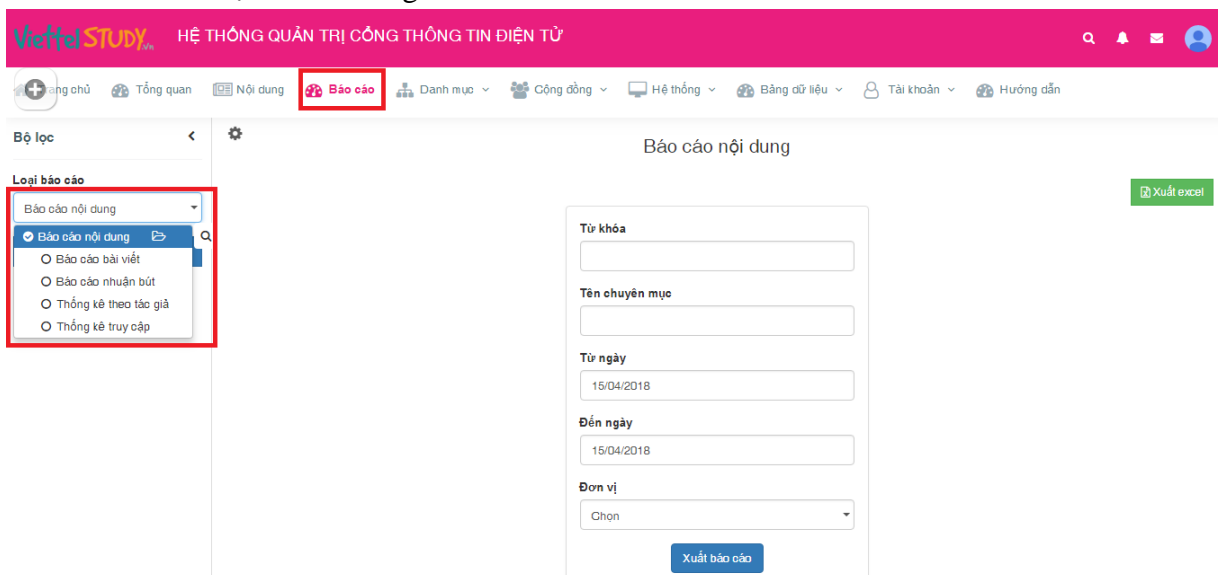 ViettelSTUDY.vn HỆ THỐNG QUẢN TRỊ CỔNG THÔNG TIN ĐIỆN TỬ
ang chủ Tổng quan Nội dung Báo cáo Danh mục Cộng đồng Hệ thống Bảng dữ liệu Tài khoản Hướng dẫn
Bộ lọc
Báo cáo nội dung
Loại báo cáo
Xuất excel
Báo cáo nội dung
Báo cáo nội dung
Báo cáo bài viết
Báo cáo nhuận bút
Thống kê theo tác giả
Thống kê truy cập
Từ khóa
Tên chuyên mục
Từ ngày
15/04/2018
Đến ngày
15/04/2018
Đơn vị
Chọn
Xuất báo cáo